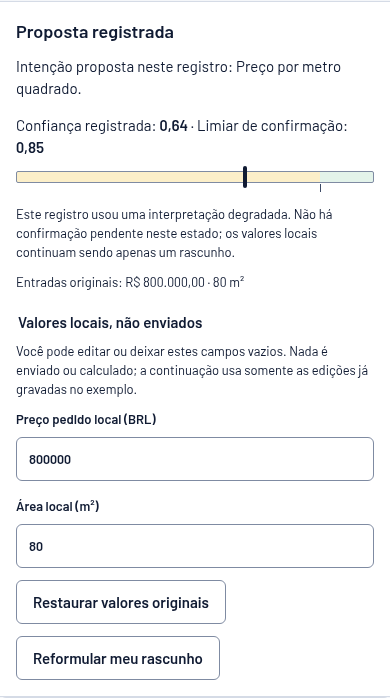 Proposta registrada
Intenção proposta neste registro: Preço por metro
quadrado.
Confiança registrada: 0,64 · Limiar de confirmação:
0,85
Este registro usou uma interpretação degradada. Não há
confirmação pendente neste estado; os valores locais
continuam sendo apenas um rascunho.
Entradas originais: R$ 800.000,00 · 80 m²
Valores locais, não enviados
Você pode editar ou deixar estes campos vazios. Nada é
enviado ou calculado; a continuação usa somente as edições já
gravadas no exemplo.
Preço pedido local (BRL)
800000
Área local (m²)
80
Restaurar valores originais
Reformular meu rascunho